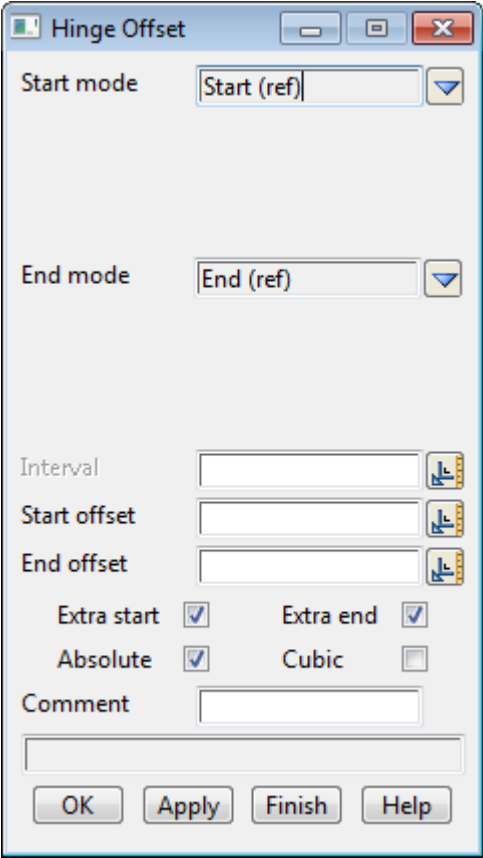 Hinge Offset
Start mode Start (ref)
End mode End (ref)
Interval
Start offset
End offset
Extra start Extra end
Absolute Cubic
Comment
OK Apply Finish Help